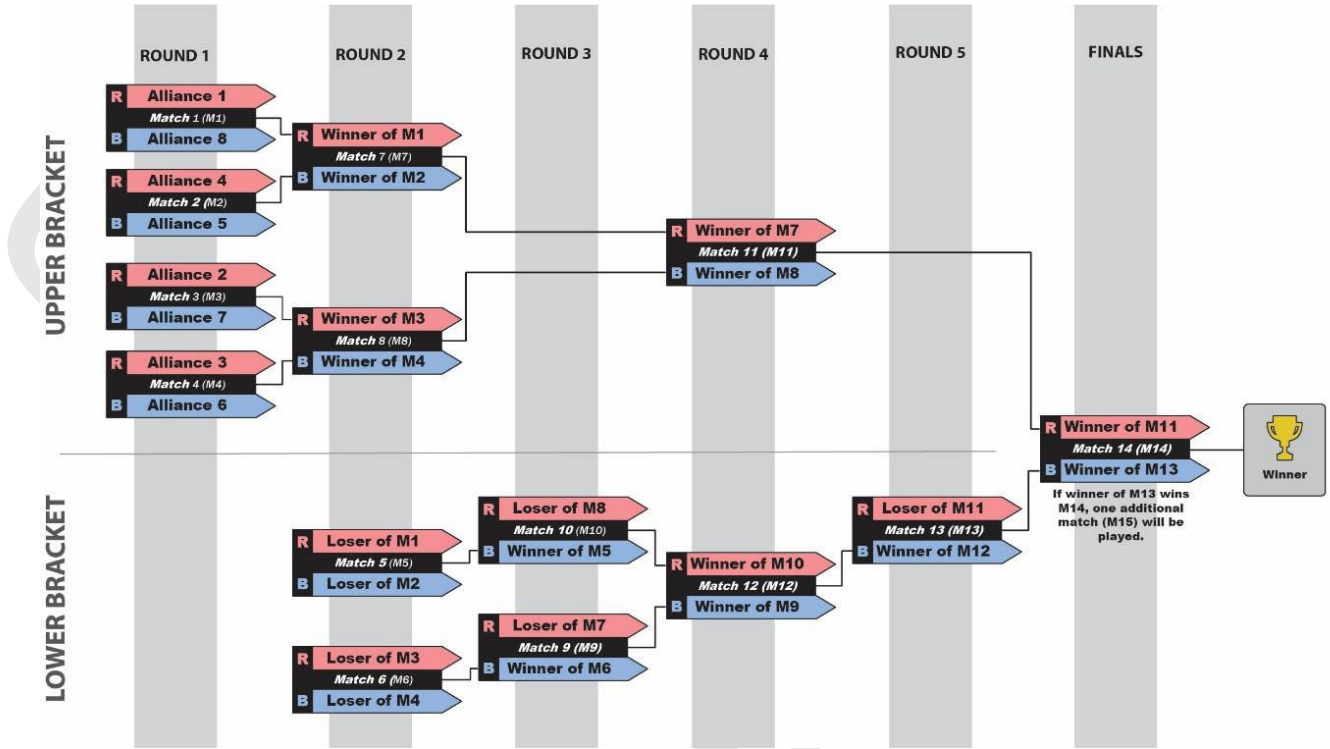 ROUND 1
ROUND 2
ROUND 3
ROUND 4
ROUND 5
FINALS
UPPER BRACKET
R Alliance 1
Match 1 (M1)
B Alliance 8
R Alliance 4
Match 2 (M2)
B Alliance 5
R Alliance 2
Match 3 (M3)
B Alliance 7
R Alliance 3
Match 4 (M4)
B Alliance 6
R Winner of M1
Match 7 (M7)
B Winner of M2
R Winner of M3
Match 8 (M8)
B Winner of M4
R Winner of M7
Match 11 (M11)
B Winner of M8
R Winner of M11
Match 14 (M14)
B Winner of M13
If winner of M13 wins
M14, one additional
match (M15) will be
played.
Winner
LOWER BRACKET
R Loser of M1
Match 5 (M5)
B Loser of M2
R Loser of M3
Match 6 (M6)
B Loser of M4
R Loser of M8
Match 10 (M10)
B Winner of M5
R Loser of M7
Match 9 (M9)
B Winner of M6
R Winner of M10
Match 12 (M12)
B Winner of M9
R Loser of M11
Match 13 (M13)
B Winner of M12